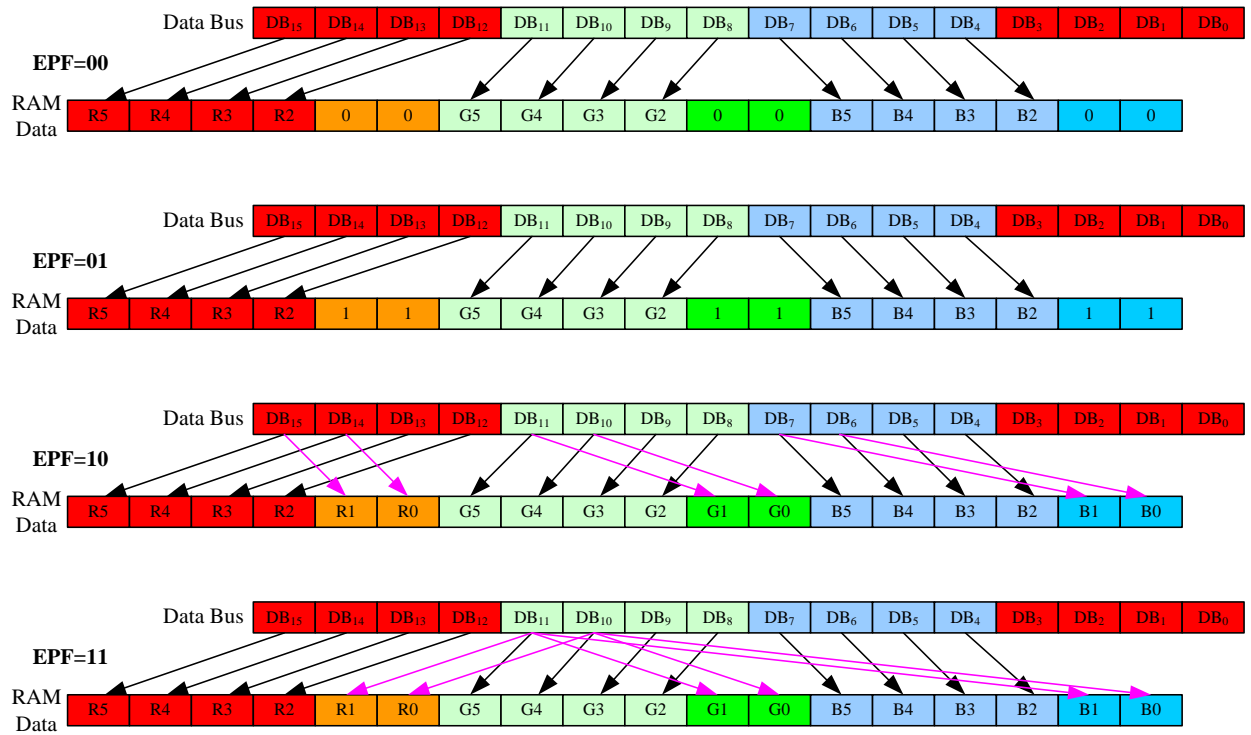 Data Bus DB₁₅ DB₁₄ DB₁₃ DB₁₂ DB₁₁ DB₁₀ DB₉ DB₈ DB₇ DB₆ DB₅ DB₄ DB₃ DB₂ DB₁ DB₀
EPF=00
RAM Data R5 R4 R3 R2 0 0 G5 G4 G3 G2 0 0 B5 B4 B3 B2 0 0
Data Bus DB₁₅ DB₁₄ DB₁₃ DB₁₂ DB₁₁ DB₁₀ DB₉ DB₈ DB₇ DB₆ DB₅ DB₄ DB₃ DB₂ DB₁ DB₀
EPF=01
RAM Data R5 R4 R3 R2 1 1 G5 G4 G3 G2 1 1 B5 B4 B3 B2 1 1
Data Bus DB₁₅ DB₁₄ DB₁₃ DB₁₂ DB₁₁ DB₁₀ DB₉ DB₈ DB₇ DB₆ DB₅ DB₄ DB₃ DB₂ DB₁ DB₀
EPF=10
RAM Data R5 R4 R3 R2 R1 R0 G5 G4 G3 G2 G1 G0 B5 B4 B3 B2 B1 B0
Data Bus DB₁₅ DB₁₄ DB₁₃ DB₁₂ DB₁₁ DB₁₀ DB₉ DB₈ DB₇ DB₆ DB₅ DB₄ DB₃ DB₂ DB₁ DB₀
EPF=11
RAM Data R5 R4 R3 R2 R1 R0 G5 G4 G3 G2 G1 G0 B5 B4 B3 B2 B1 B0